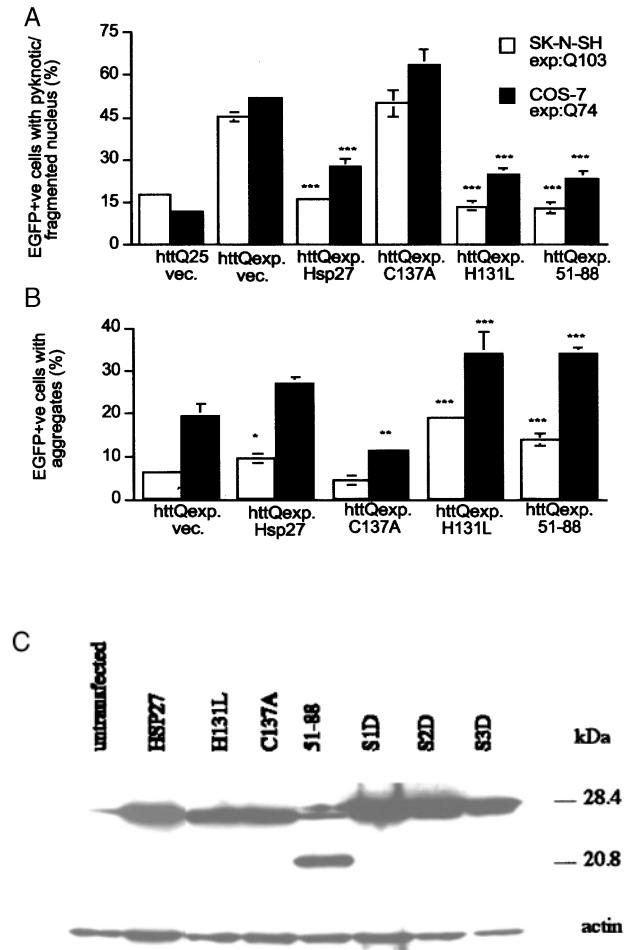 A
EGFP+ve cells with pyknotic/
fragmented nucleus (%)
75
60
45
30
15
0
SK-N-SH
exp:Q103
COS-7
exp:Q74
*** *** *** *** *** ***
httQ25 httQexp. httQexp. httQexp. httQexp. httQexp.
vec. vec. Hsp27 C137A H131L 51-88
B
EGFP+ve cells with
aggregates (%)
40
30
20
10
0
* ** *** *** *** ***
httQexp. httQexp. httQexp. httQexp. httQexp.
vec. Hsp27 C137A H131L 51-88
C
untransfected
HSP27
H131L
C137A
51-88
S1D
S2D
S3D
kDa
28.4
20.8
actin